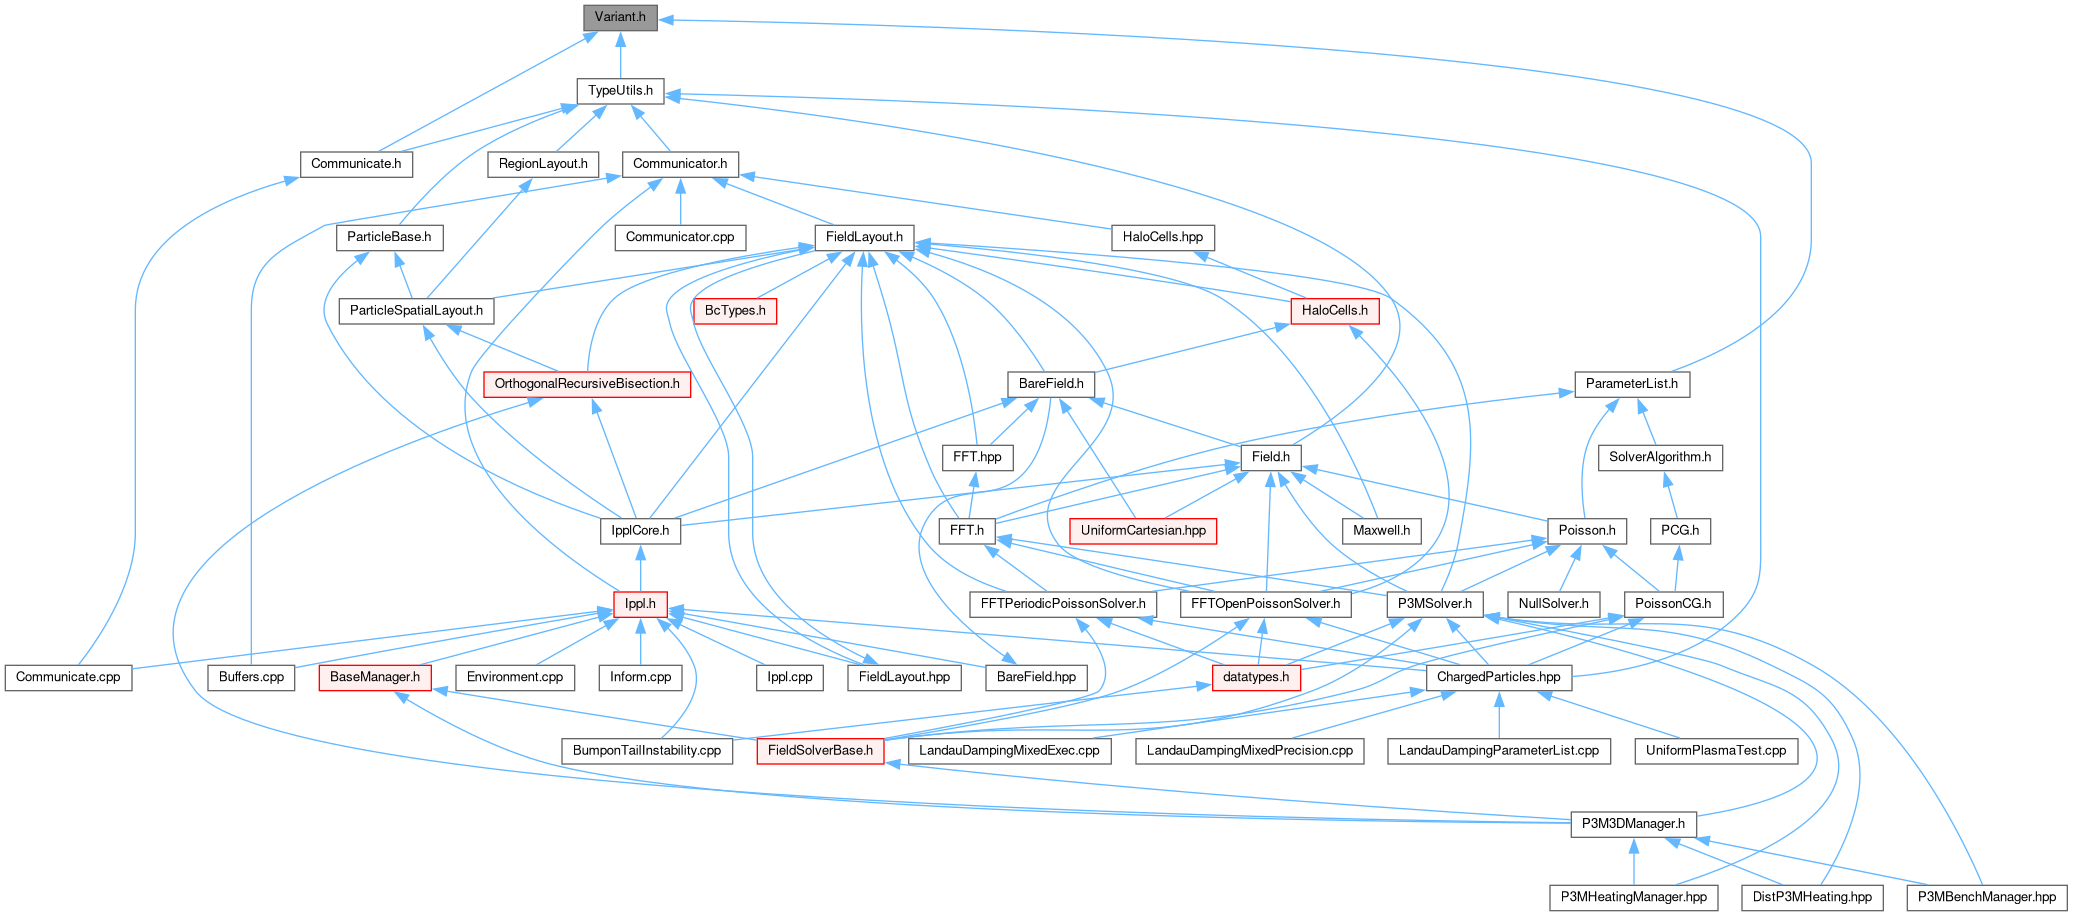 Variant.h
TypeUtils.h
Communicate.h
RegionLayout.h
Communicator.h
ParticleBase.h
Communicator.cpp
FieldLayout.h
HaloCells.hpp
ParticleSpatialLayout.h
BcTypes.h
HaloCells.h
OrthogonalRecursiveBisection.h
BareField.h
ParameterList.h
FFT.hpp
Field.h
SolverAlgorithm.h
IpplCore.h
FFT.h
UniformCartesian.hpp
Maxwell.h
Poisson.h
PCG.h
Ippl.h
FFTPeriodicPoissonSolver.h
FFTOpenPoissonSolver.h
P3MSolver.h
NullSolver.h
PoissonCG.h
Communicate.cpp
Buffers.cpp
BaseManager.h
Environment.cpp
Inform.cpp
Ippl.cpp
FieldLayout.hpp
BareField.hpp
datatypes.h
ChargedParticles.hpp
BumponTailInstability.cpp
FieldSolverBase.h
LandauDampingMixedExec.cpp
LandauDampingMixedPrecision.cpp
LandauDampingParameterList.cpp
UniformPlasmaTest.cpp
P3M3DManager.h
P3MHeatingManager.hpp
DistP3MHeating.hpp
P3MBenchManager.hpp